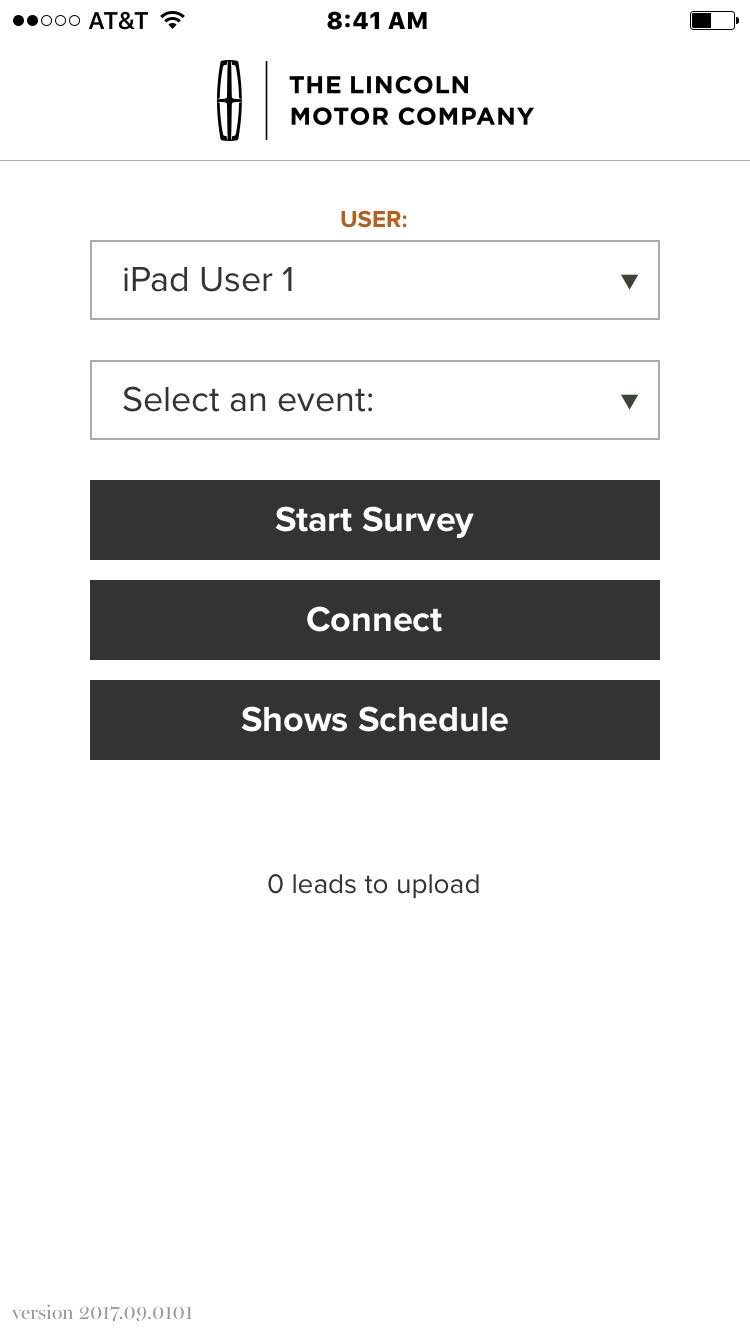 AT&T 8:41 AM
THE LINCOLN
MOTOR COMPANY
USER:
iPad User 1
Select an event:
Start Survey
Connect
Shows Schedule
0 leads to upload
version 2017.09.0101